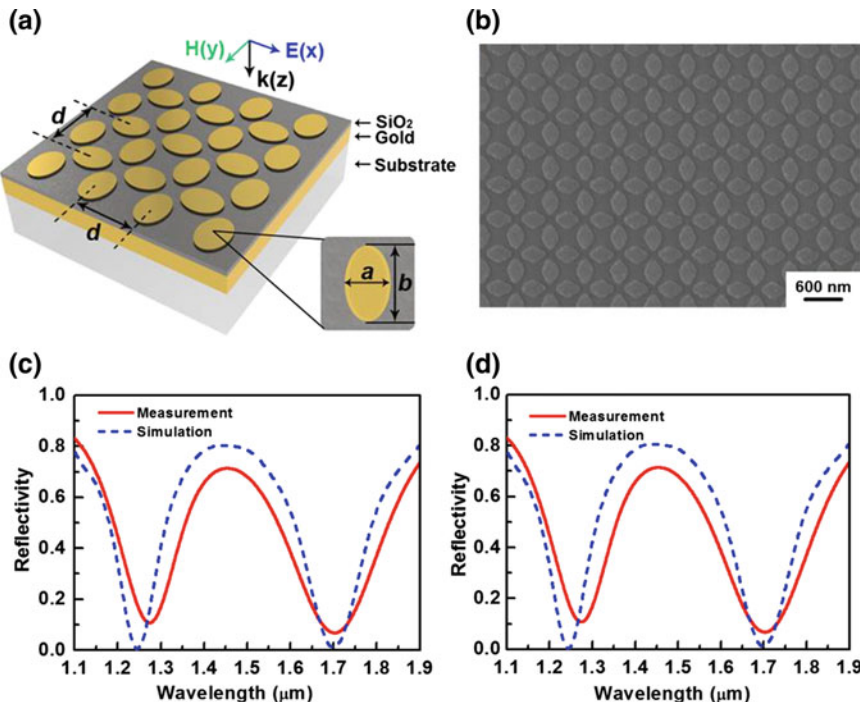 (a)
H(y)
E(x)
k(z)
d
SiO₂
Gold
Substrate
d
a
b
(b)
600 nm
(c)
1.0
0.8
0.6
0.4
0.2
0.0
Reflectivity
Measurement
Simulation
1.1 1.2 1.3 1.4 1.5 1.6 1.7 1.8 1.9
Wavelength (μm)
(d)
1.0
0.8
0.6
0.4
0.2
0.0
Reflectivity
Measurement
Simulation
1.1 1.2 1.3 1.4 1.5 1.6 1.7 1.8 1.9
Wavelength (μm)